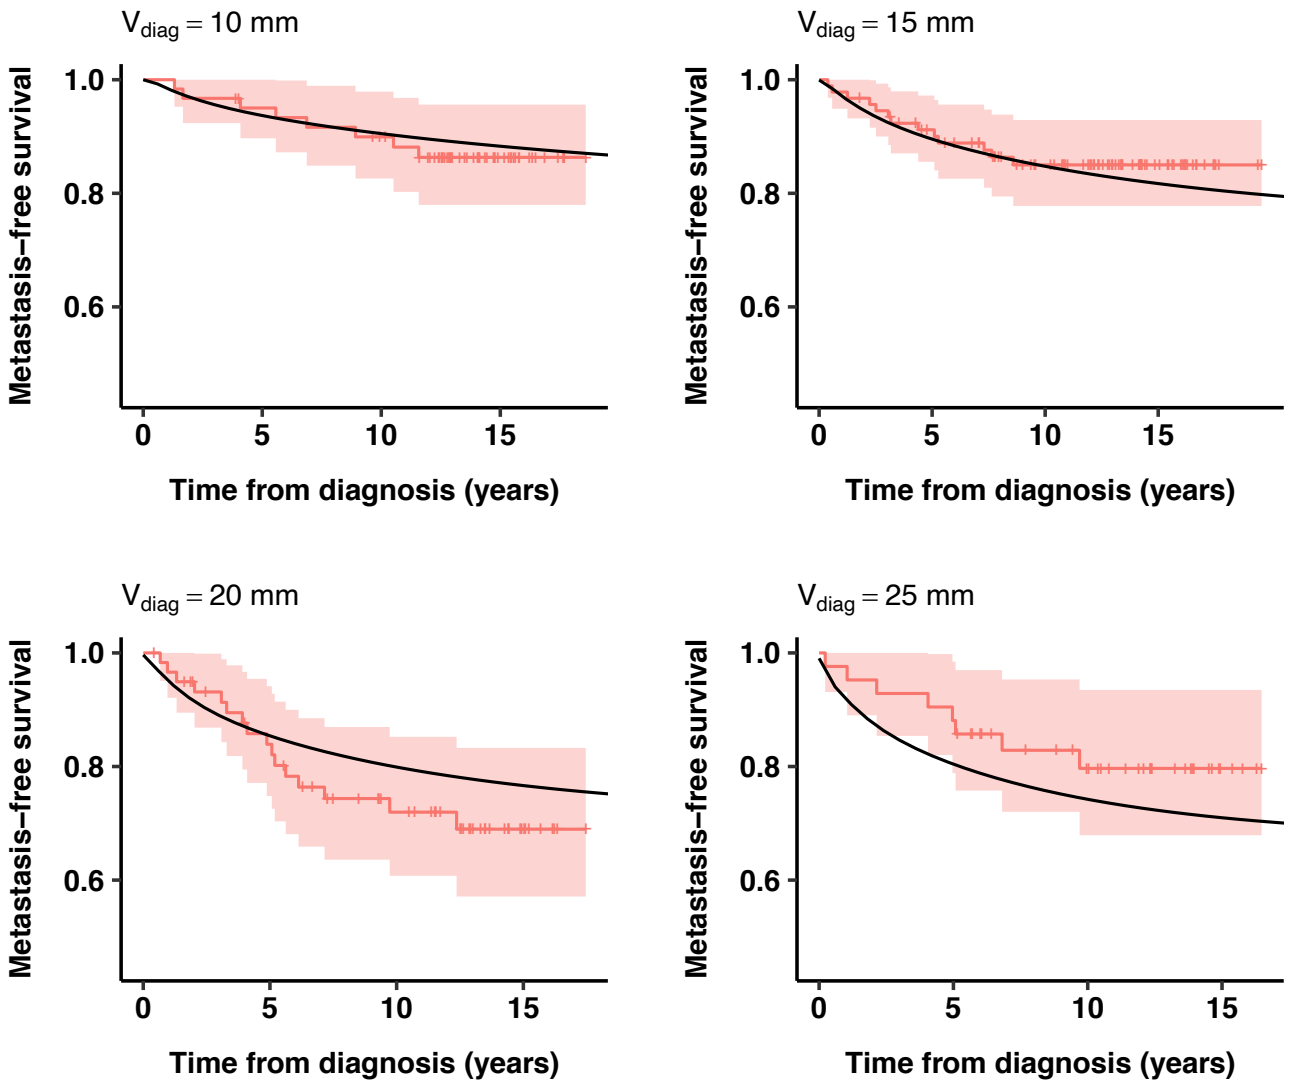 V_diag = 10 mm
Metastasis−free survival
1.0
0.8
0.6
0 5 10 15
Time from diagnosis (years)
V_diag = 15 mm
Metastasis−free survival
1.0
0.8
0.6
0 5 10 15
Time from diagnosis (years)
V_diag = 20 mm
Metastasis−free survival
1.0
0.8
0.6
0 5 10 15
Time from diagnosis (years)
V_diag = 25 mm
Metastasis−free survival
1.0
0.8
0.6
0 5 10 15
Time from diagnosis (years)